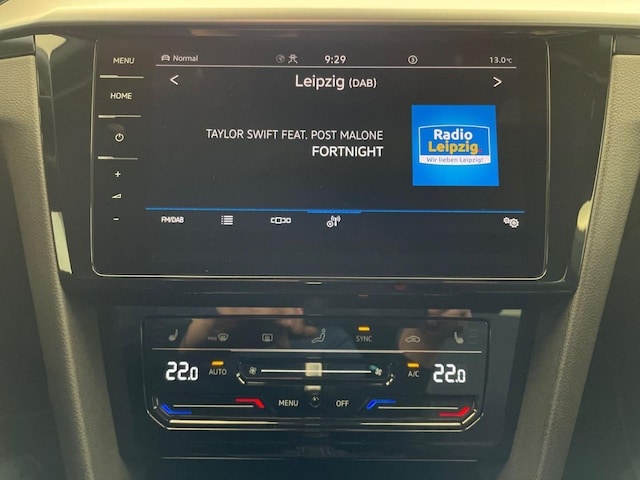 MENU
HOME
Normal
9:29
13.0°C
Leipzig (DAB)
TAYLOR SWIFT FEAT. POST MALONE
FORTNIGHT
Radio
Leipzig
Wir lieben Leipzig!
FM/DAB
SYNC
22.0
AUTO
A/C
22.0
MENU
OFF